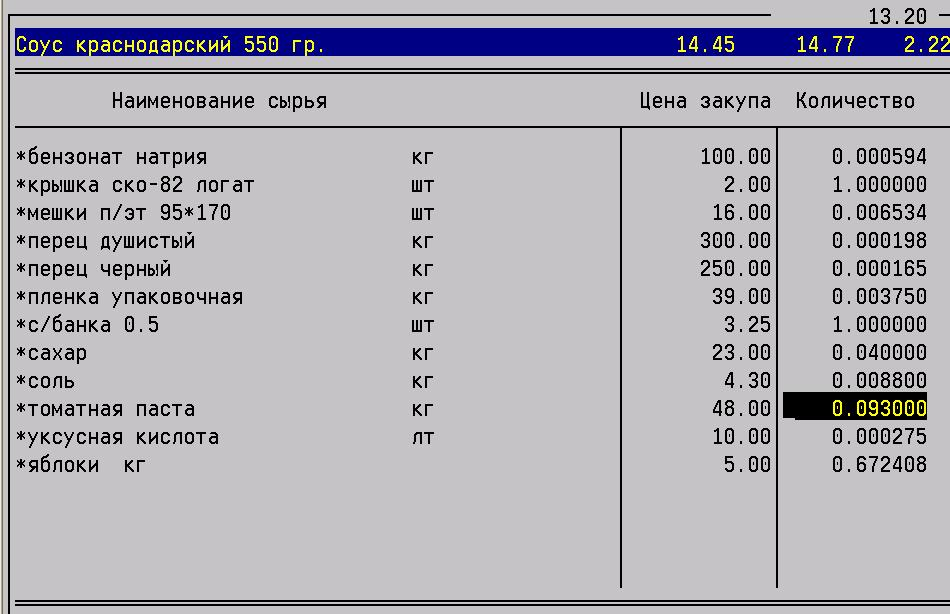 13.20
Соус краснодарский 550 гр. 14.45 14.77 2.22
Наименование сырья Цена закупа Количество
*бензонат натрия кг 100.00 0.000594
*крышка ско-82 логат шт 2.00 1.000000
*мешки п/эт 95*170 шт 16.00 0.006534
*перец душистый кг 300.00 0.000198
*перец черный кг 250.00 0.000165
*пленка упаковочная кг 39.00 0.003750
*с/банка 0.5 шт 3.25 1.000000
*сахар кг 23.00 0.040000
*соль кг 4.30 0.008800
*томатная паста кг 48.00 0.093000
*уксусная кислота лт 10.00 0.000275
*яблоки кг 5.00 0.672408